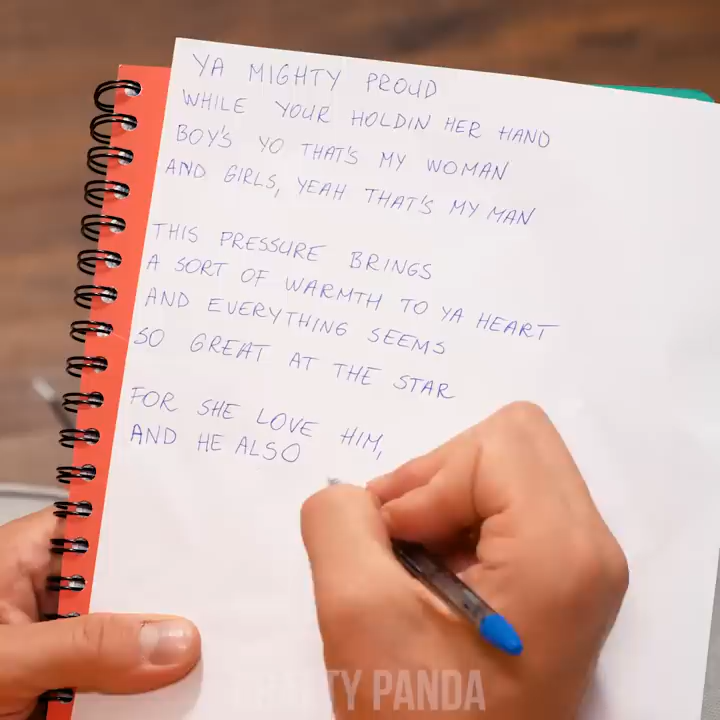 YA MIGHTY PROUD
WHILE YOUR HOLDIN HER HAND
BOY'S YO THAT'S MY WOMAN
AND GIRLS, YEAH THAT'S MY MAN
THIS PRESSURE BRINGS
A SORT OF WARMTH TO YA HEART
AND EVERYTHING SEEMS
SO GREAT AT THE STAR
FOR SHE LOVE HIM,
AND HE ALSO
PANDA